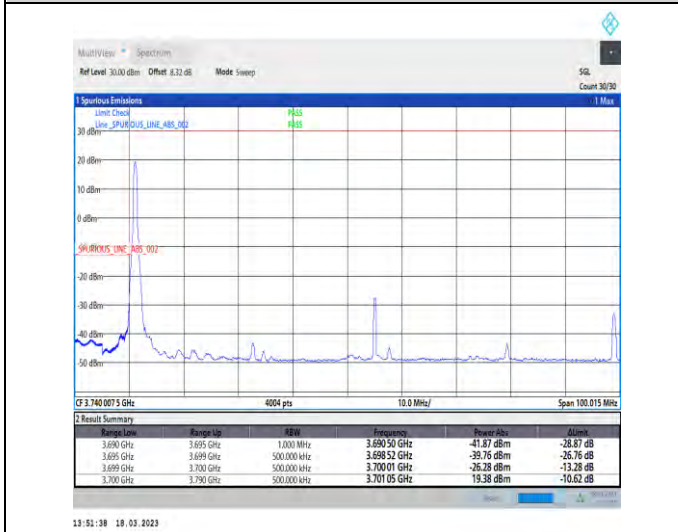 MultiView Spectrum
Ref Level 30.00 dBm Offset 8.32 dB Mode Sweep SGL
Count 30/30
1 Spurious Emissions 1 Max
Limit Check PASS
Line _SPURIOUS_LINE_ABS_002 PASS
30 dBm
20 dBm
10 dBm
0 dBm
_SPURIOUS_LINE_ABS_002
-20 dBm
-30 dBm
-40 dBm
-50 dBm
CF 3.740 007 5 GHz 4004 pts 10.0 MHz/ Span 100.015 MHz
2 Result Summary
Range Low Range Up RBW Frequency Power Abs ΔLimit
3.690 GHz 3.695 GHz 1.000 MHz 3.690 50 GHz -41.87 dBm -28.87 dB
3.695 GHz 3.699 GHz 500.000 kHz 3.698 52 GHz -39.76 dBm -26.76 dB
3.699 GHz 3.700 GHz 500.000 kHz 3.700 01 GHz -26.28 dBm -13.28 dB
3.700 GHz 3.790 GHz 500.000 kHz 3.701 05 GHz 19.38 dBm -10.62 dB
13:51:38 18.03.2023